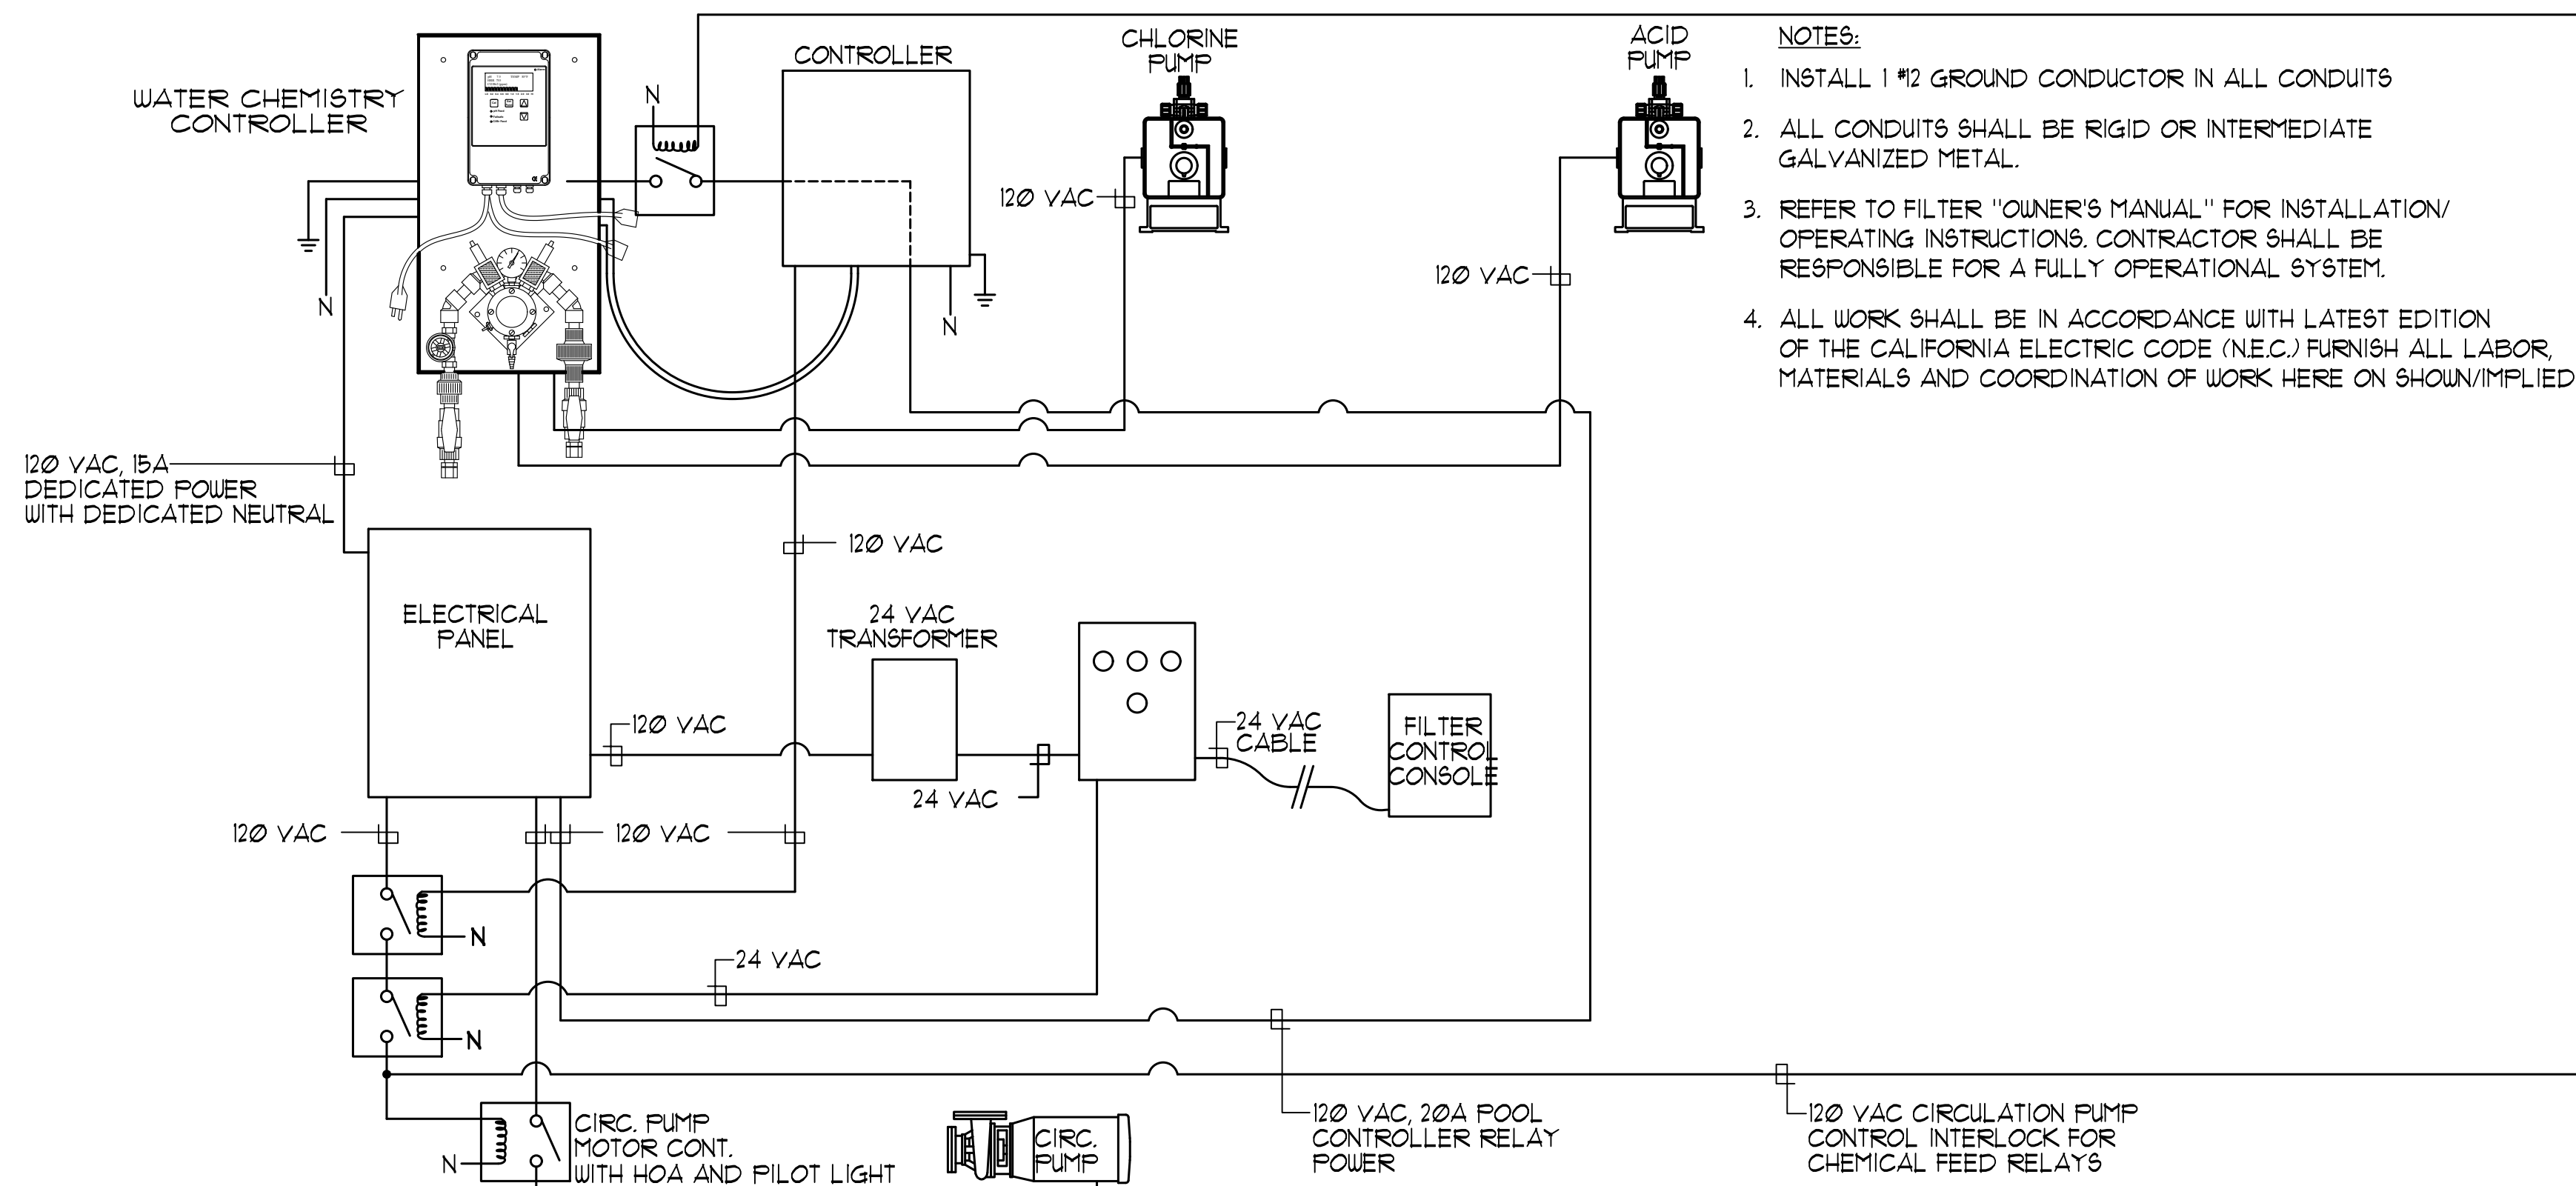 WATER CHEMISTRY
CONTROLLER
N
CONTROLLER
CHLORINE
PUMP
ACID
PUMP
NOTES:
1. INSTALL 1 #12 GROUND CONDUCTOR IN ALL CONDUITS
2. ALL CONDUITS SHALL BE RIGID OR INTERMEDIATE
GALVANIZED METAL.
3. REFER TO FILTER "OWNER'S MANUAL" FOR INSTALLATION/
OPERATING INSTRUCTIONS. CONTRACTOR SHALL BE
RESPONSIBLE FOR A FULLY OPERATIONAL SYSTEM.
4. ALL WORK SHALL BE IN ACCORDANCE WITH LATEST EDITION
OF THE CALIFORNIA ELECTRIC CODE (N.E.C.) FURNISH ALL LABOR,
MATERIALS AND COORDINATION OF WORK HERE ON SHOWN/IMPLIED
120 VAC
120 VAC
N
N
120 VAC, 15A
DEDICATED POWER
WITH DEDICATED NEUTRAL
120 VAC
ELECTRICAL
PANEL
24 VAC
TRANSFORMER
120 VAC
24 VAC
24 VAC
CABLE
FILTER
CONTROL
CONSOLE
120 VAC
120 VAC
N
24 VAC
N
CIRC. PUMP
MOTOR CONT.
WITH HOA AND PILOT LIGHT
N
CIRC.
PUMP
120 VAC, 20A POOL
CONTROLLER RELAY
POWER
120 VAC CIRCULATION PUMP
CONTROL INTERLOCK FOR
CHEMICAL FEED RELAYS